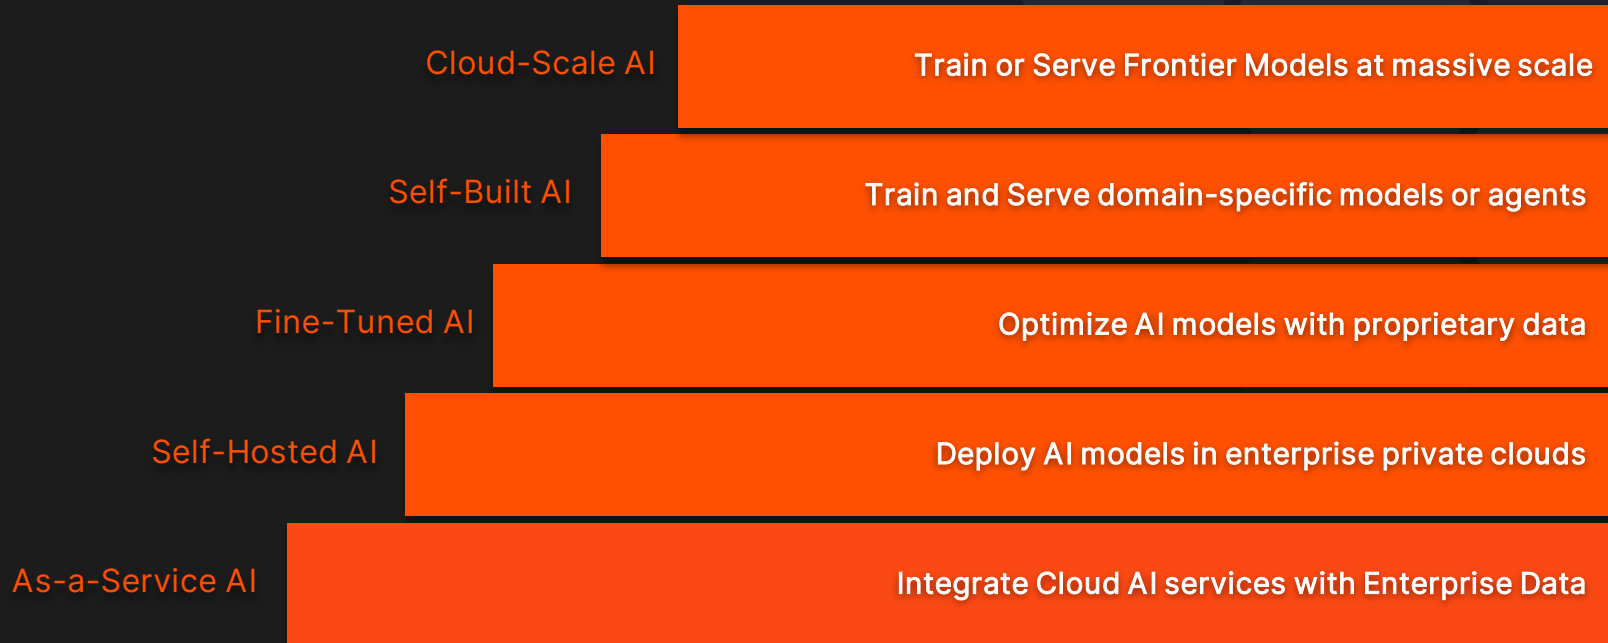 Cloud-Scale AI
Train or Serve Frontier Models at massive scale
Self-Built AI
Train and Serve domain-specific models or agents
Fine-Tuned AI
Optimize AI models with proprietary data
Self-Hosted AI
Deploy AI models in enterprise private clouds
As-a-Service AI
Integrate Cloud AI services with Enterprise Data